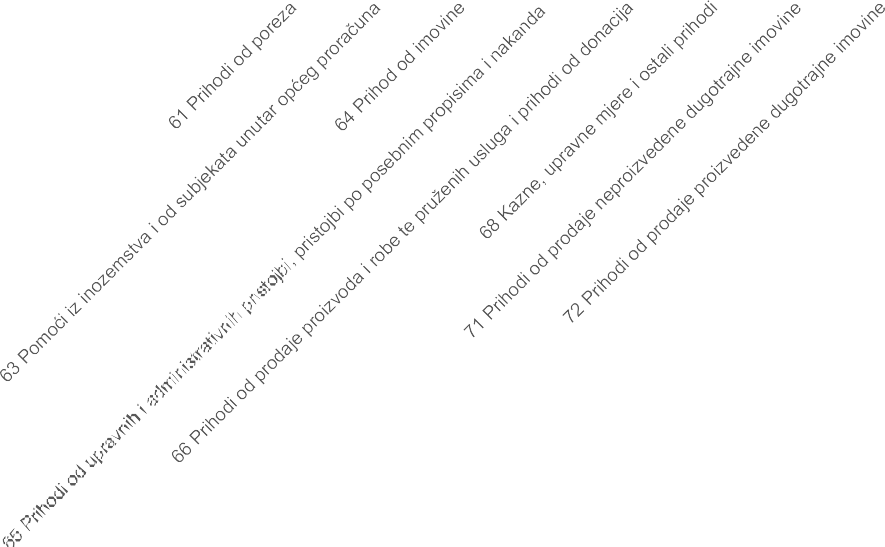 61 Prihodi od poreza
63 Pomoći iz inozemstva i od subjekata unutar općeg proračuna
64 Prihod od imovine
65 Prihodi od upravnih i administrativnih pristojbi, pristojbi po posebnim propisima i nakanda
66 Prihodi od prodaje proizvoda i robe te pruženih usluga i prihodi od donacija
68 Kazne, upravne mjere i ostali prihodi
71 Prihodi od prodaje neproizvedene dugotrajne imovine
72 Prihodi od prodaje proizvedene dugotrajne imovine